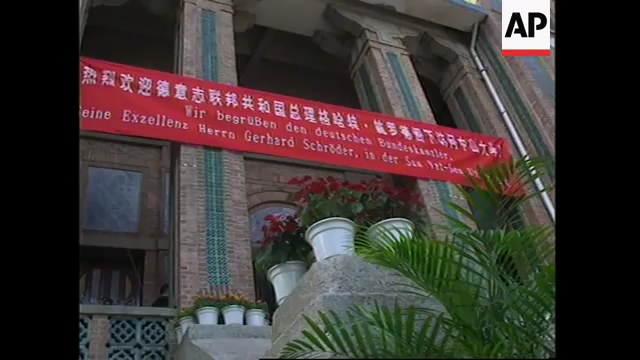 AP
热烈欢迎德意志联邦共和国总理格哈特·施罗德阁下访问中山大学!
Wir begrüßen den deutschen Bundeskanzler,
Seine Exzellenz Herrn Gerhard Schröder, in der Sun Yat-Sen